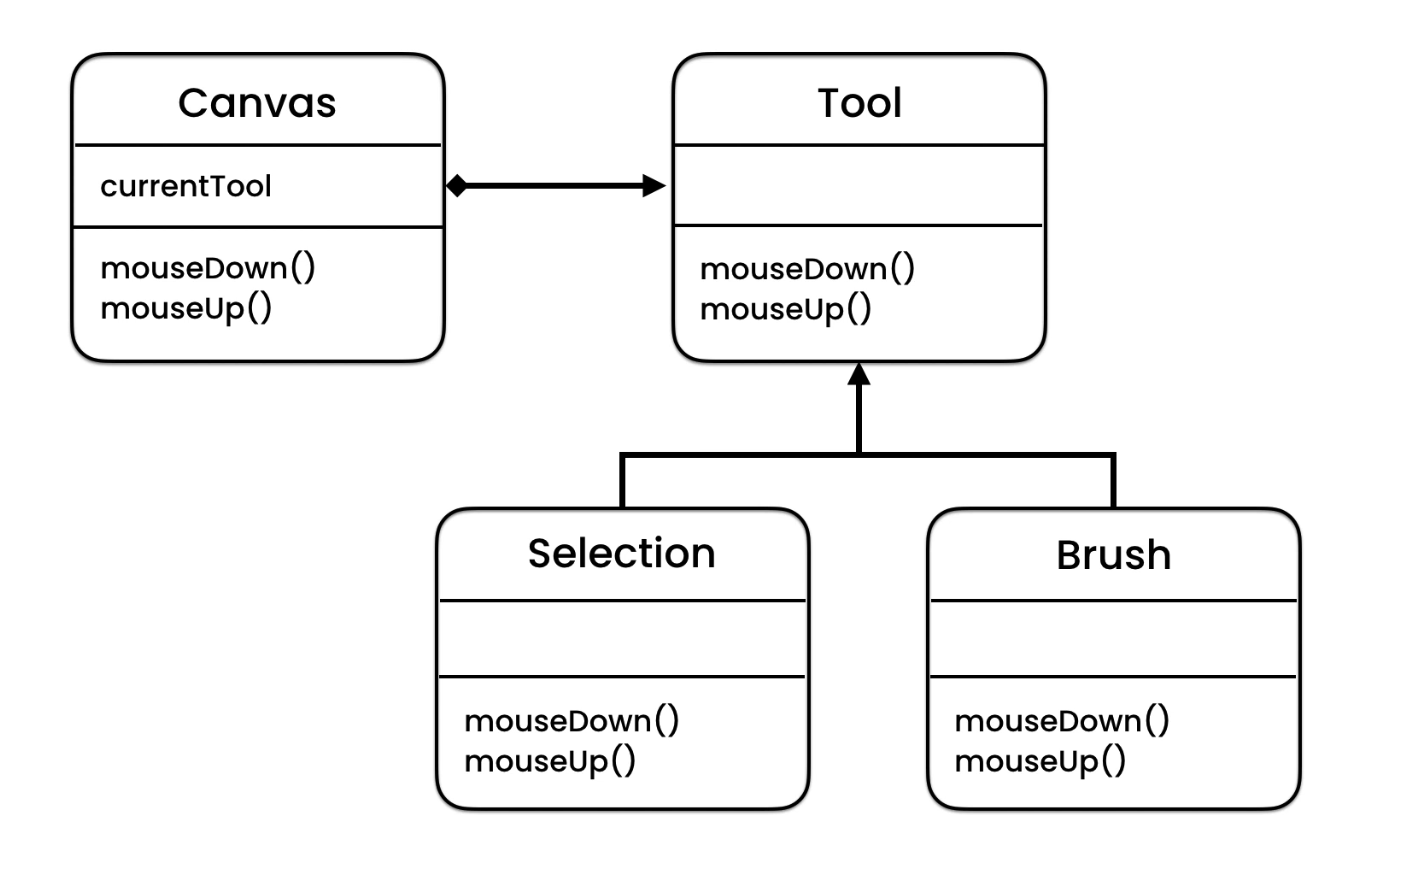 Canvas
currentTool
mouseDown()
mouseUp()
Tool
mouseDown()
mouseUp()
Selection
mouseDown()
mouseUp()
Brush
mouseDown()
mouseUp()